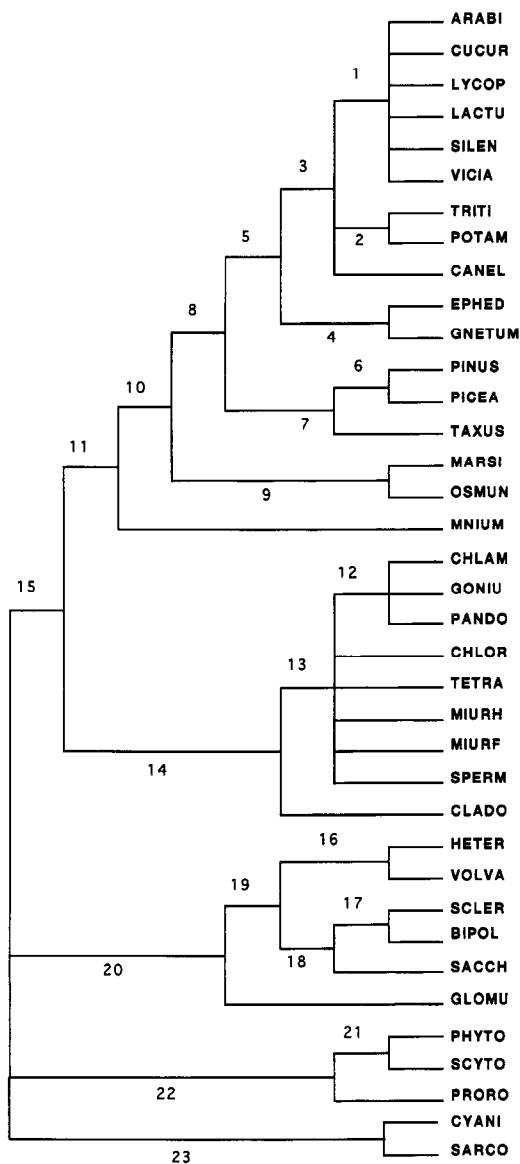 ARABI
CUCUR
1
LYCOP
LACTU
SILEN
3
VICIA
TRITI
5
2
POTAM
CANEL
8
EPHED
4
GNETUM
6
PINUS
10
PICEA
7
TAXUS
11
MARSI
9
OSMUN
MNIUM
CHLAM
12
15
GONIU
PANDO
CHLOR
13
TETRA
MIURH
MIURF
14
SPERM
CLADO
16
HETER
VOLVA
19
17
SCLER
BIPOL
18
20
SACCH
GLOMU
21
PHYTO
SCYTO
22
PRORO
CYANI
23
SARCO